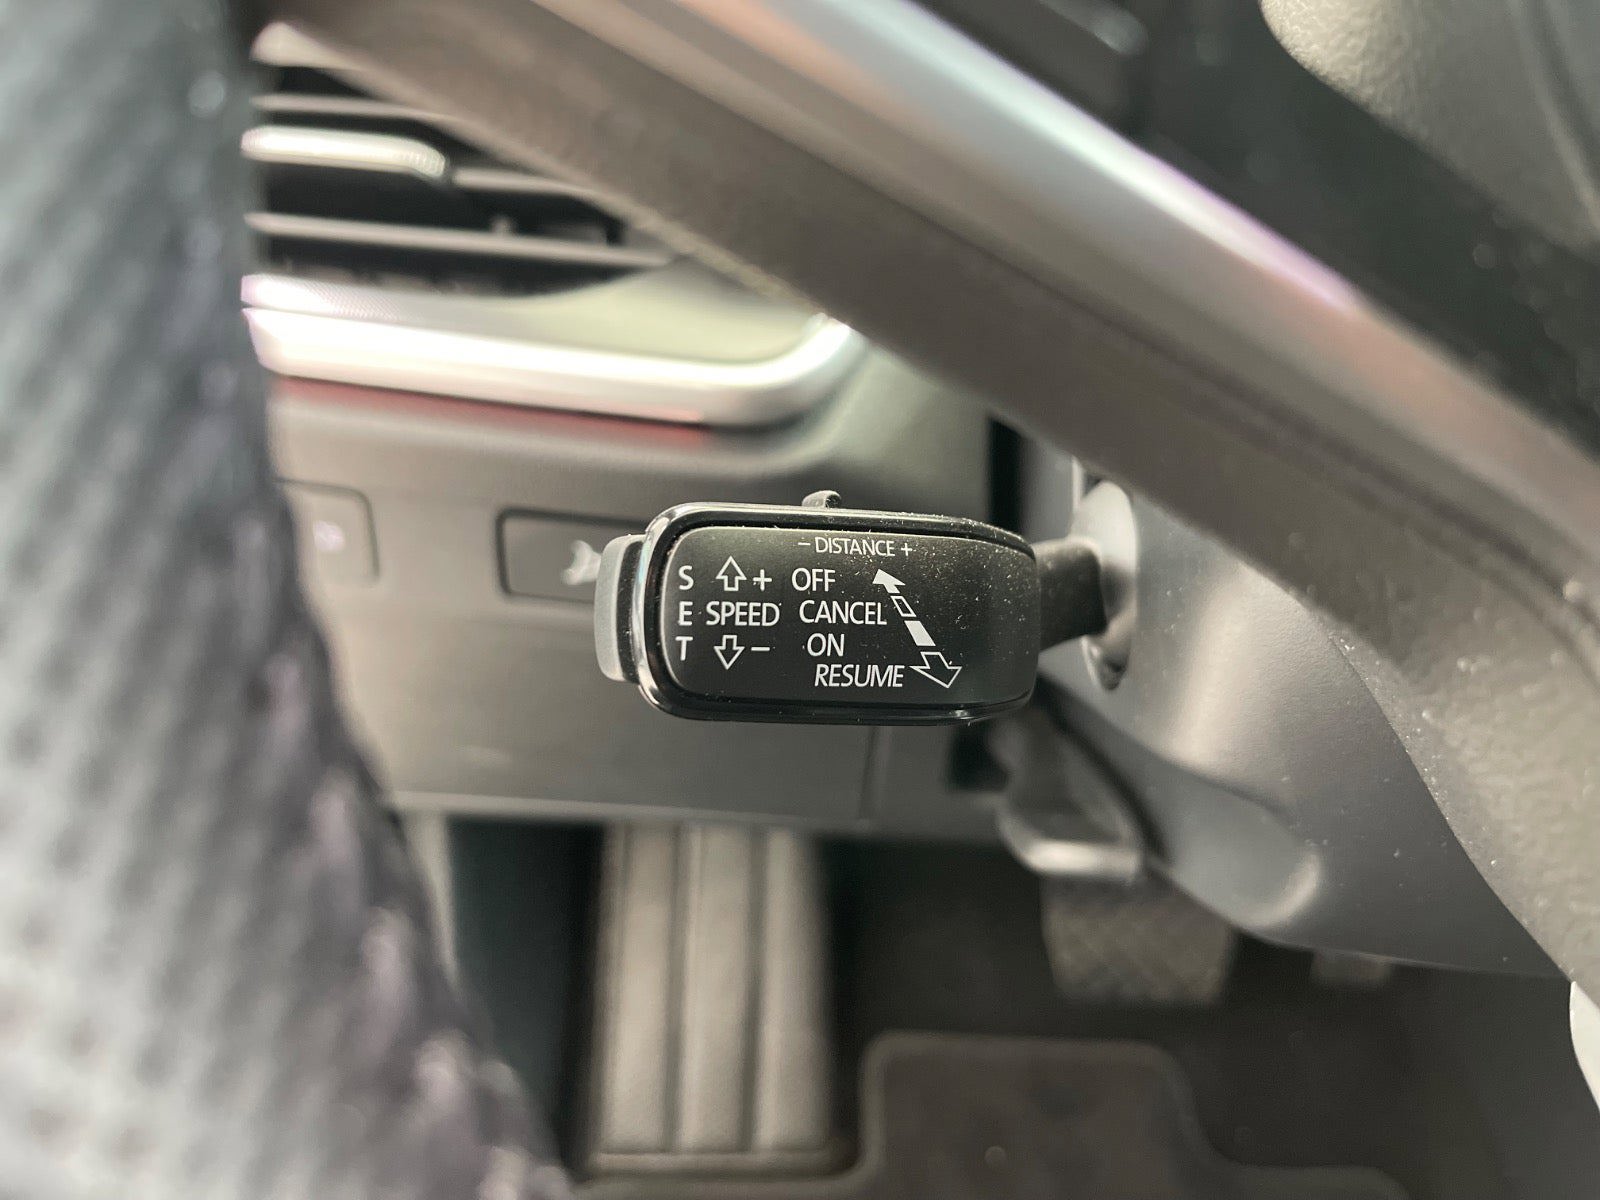 − DISTANCE +
S + OFF
E SPEED CANCEL
T − ON
RESUME